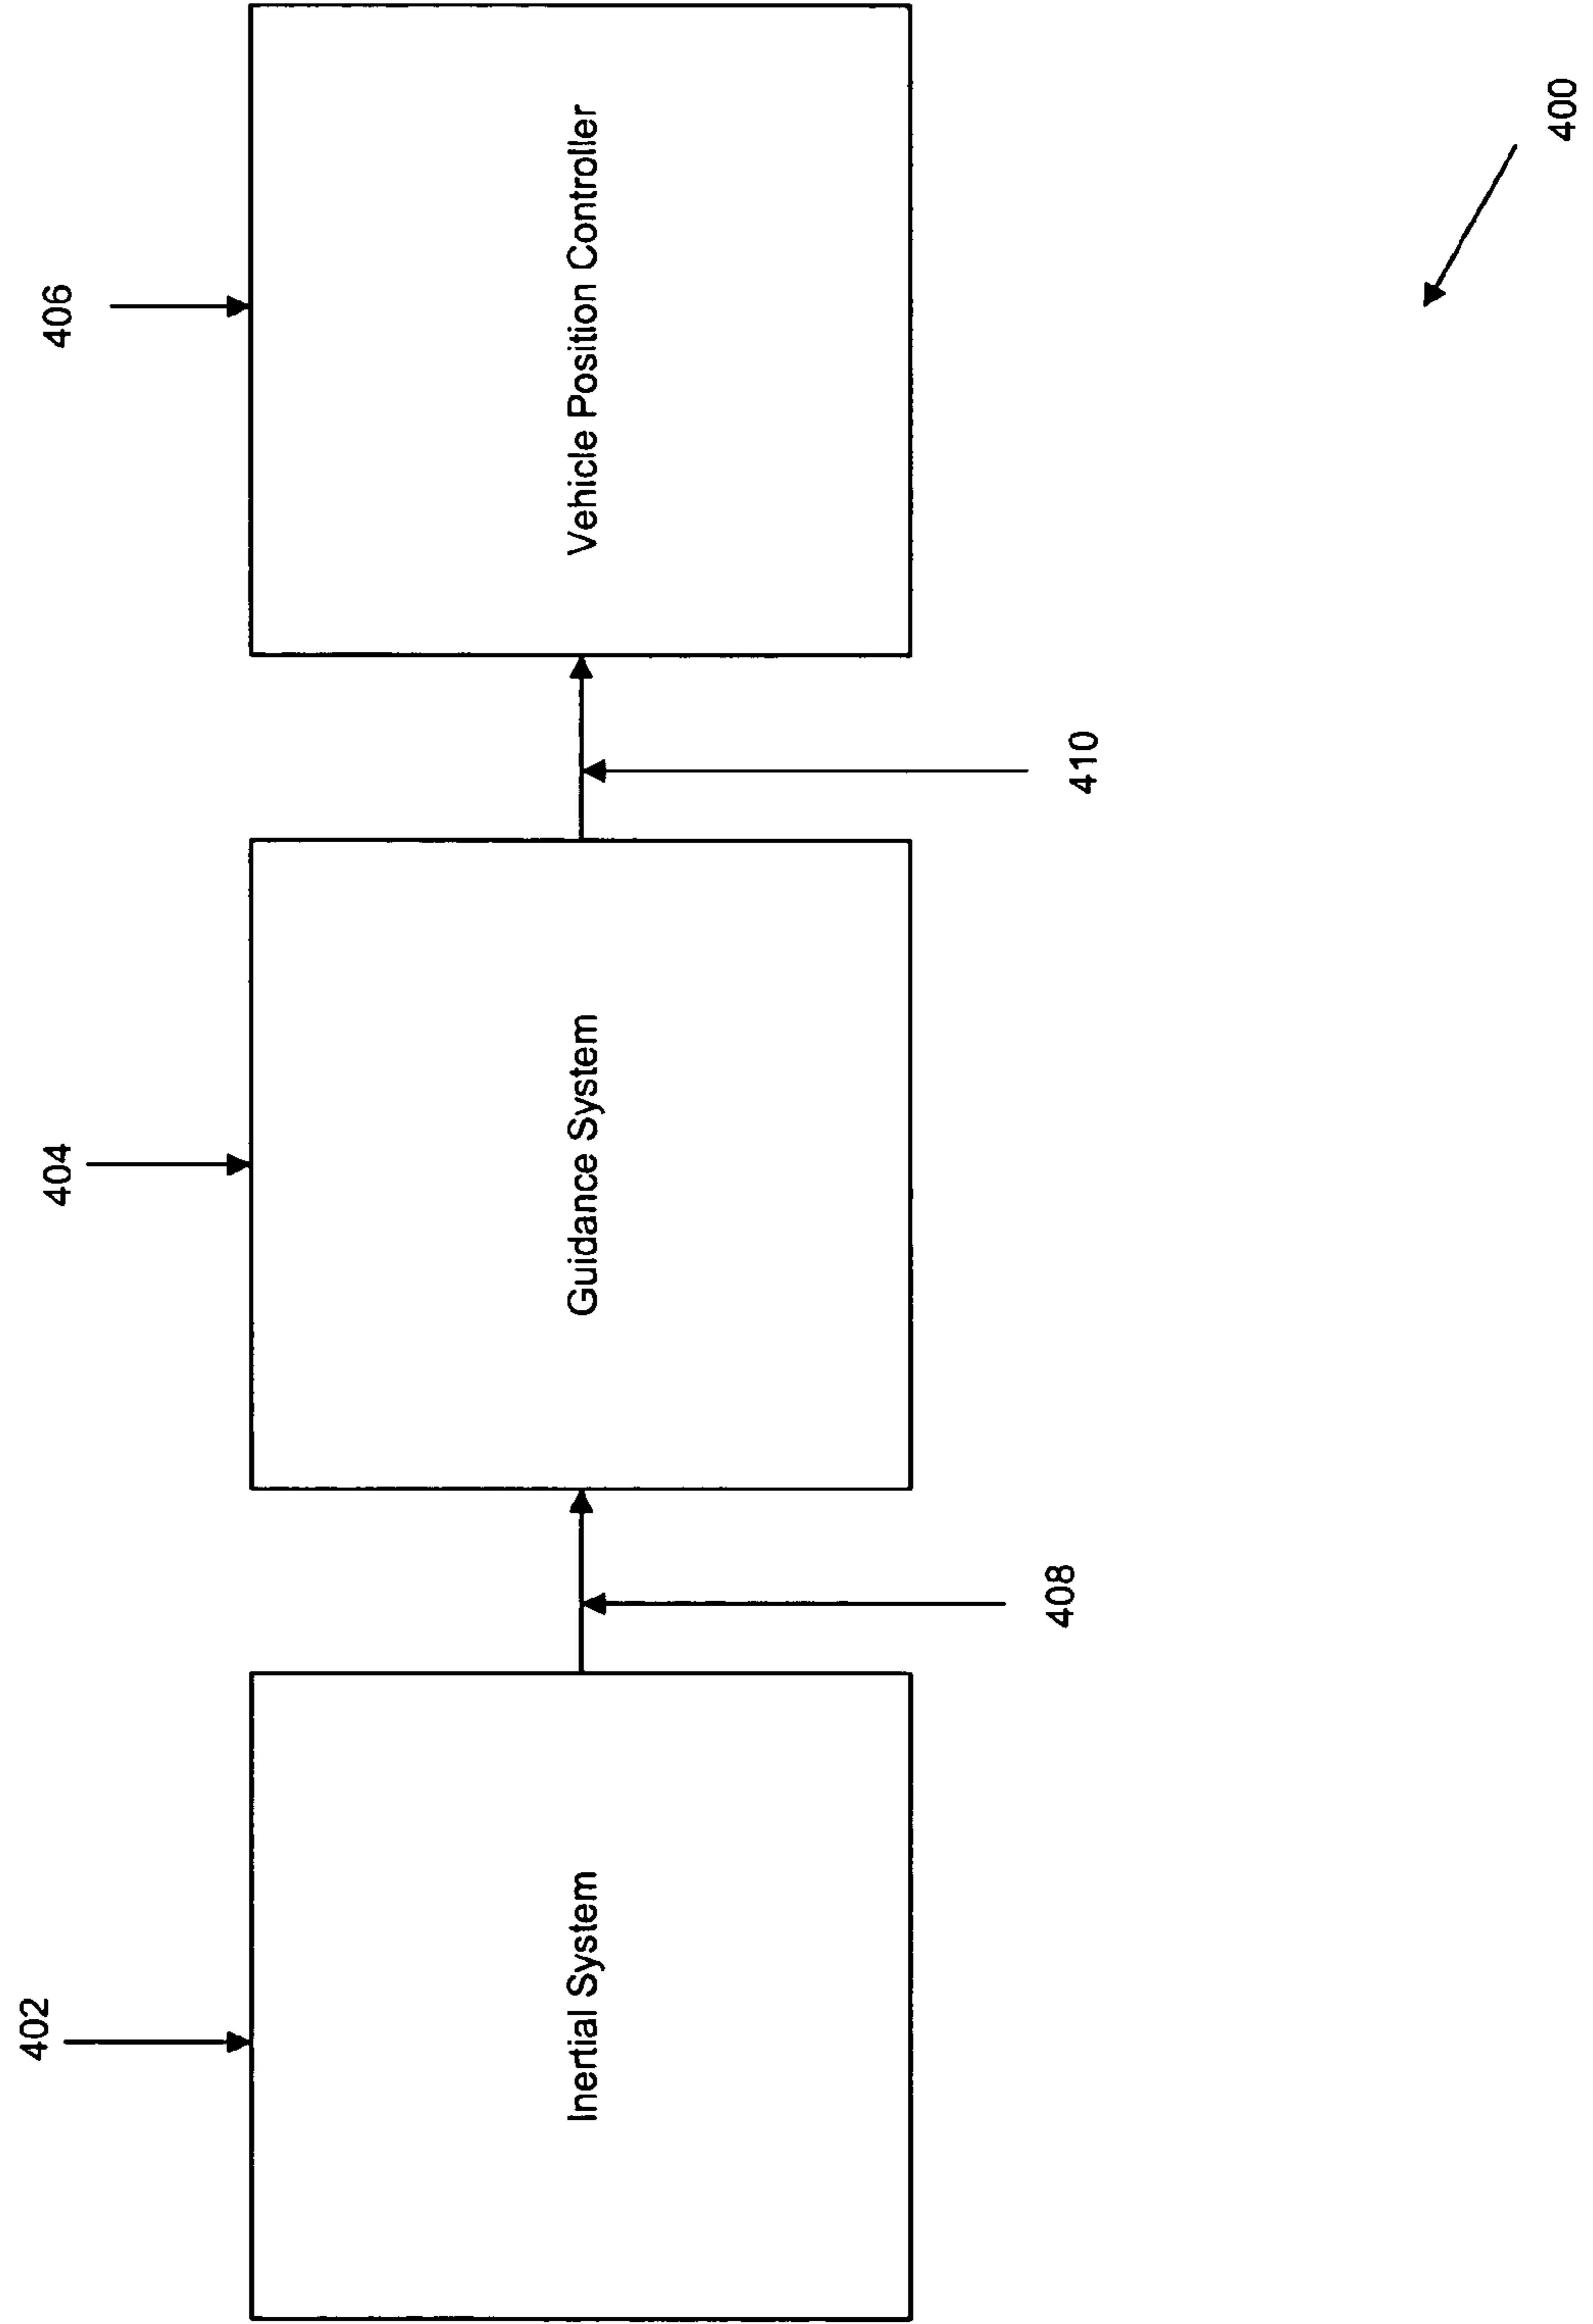 402
404
406
Inertial System
Guidance System
Vehicle Position Controller
408
410
400